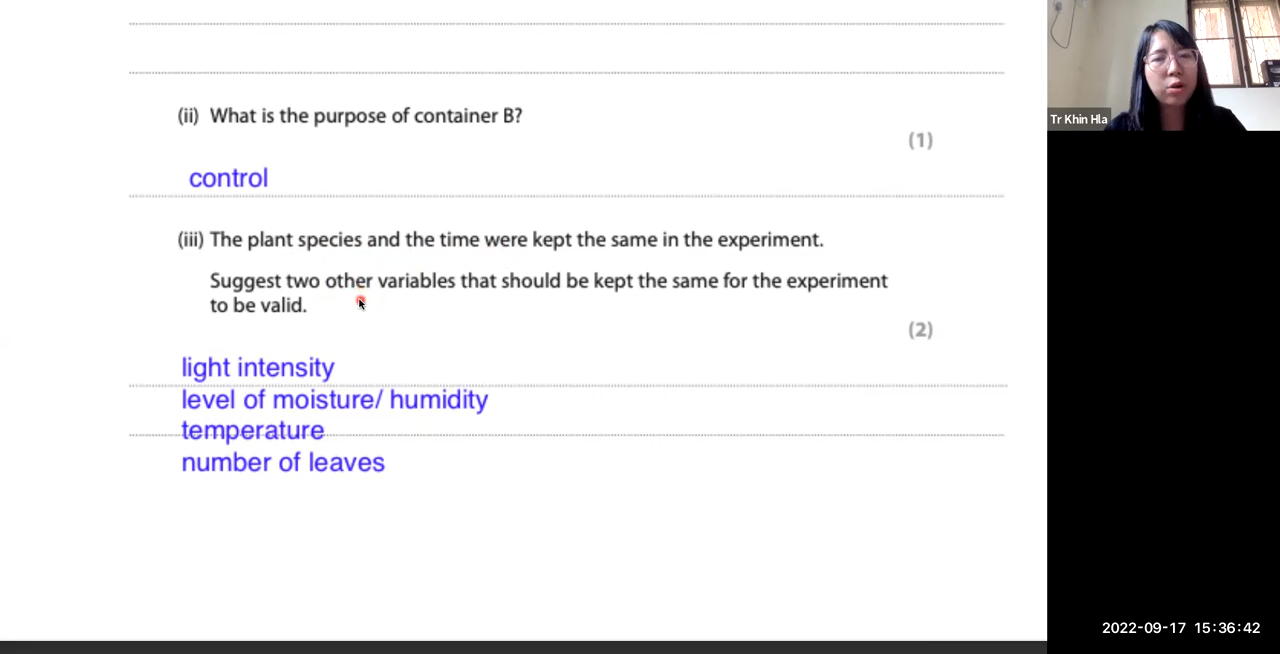 (ii) What is the purpose of container B?
(1)
control
(iii) The plant species and the time were kept the same in the experiment.
Suggest two other variables that should be kept the same for the experiment
to be valid.
(2)
light intensity
level of moisture/ humidity
temperature
number of leaves
Tr Khin Hla
2022-09-17 15:36:42